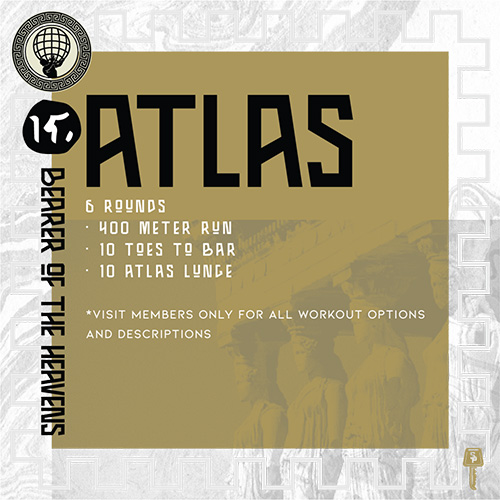 15.
ATLAS
BEARER OF THE HEAVENS
6 ROUNDS
· 400 METER RUN
· 10 TOES TO BAR
· 10 ATLAS LUNGE
*VISIT MEMBERS ONLY FOR ALL WORKOUT OPTIONS
AND DESCRIPTIONS